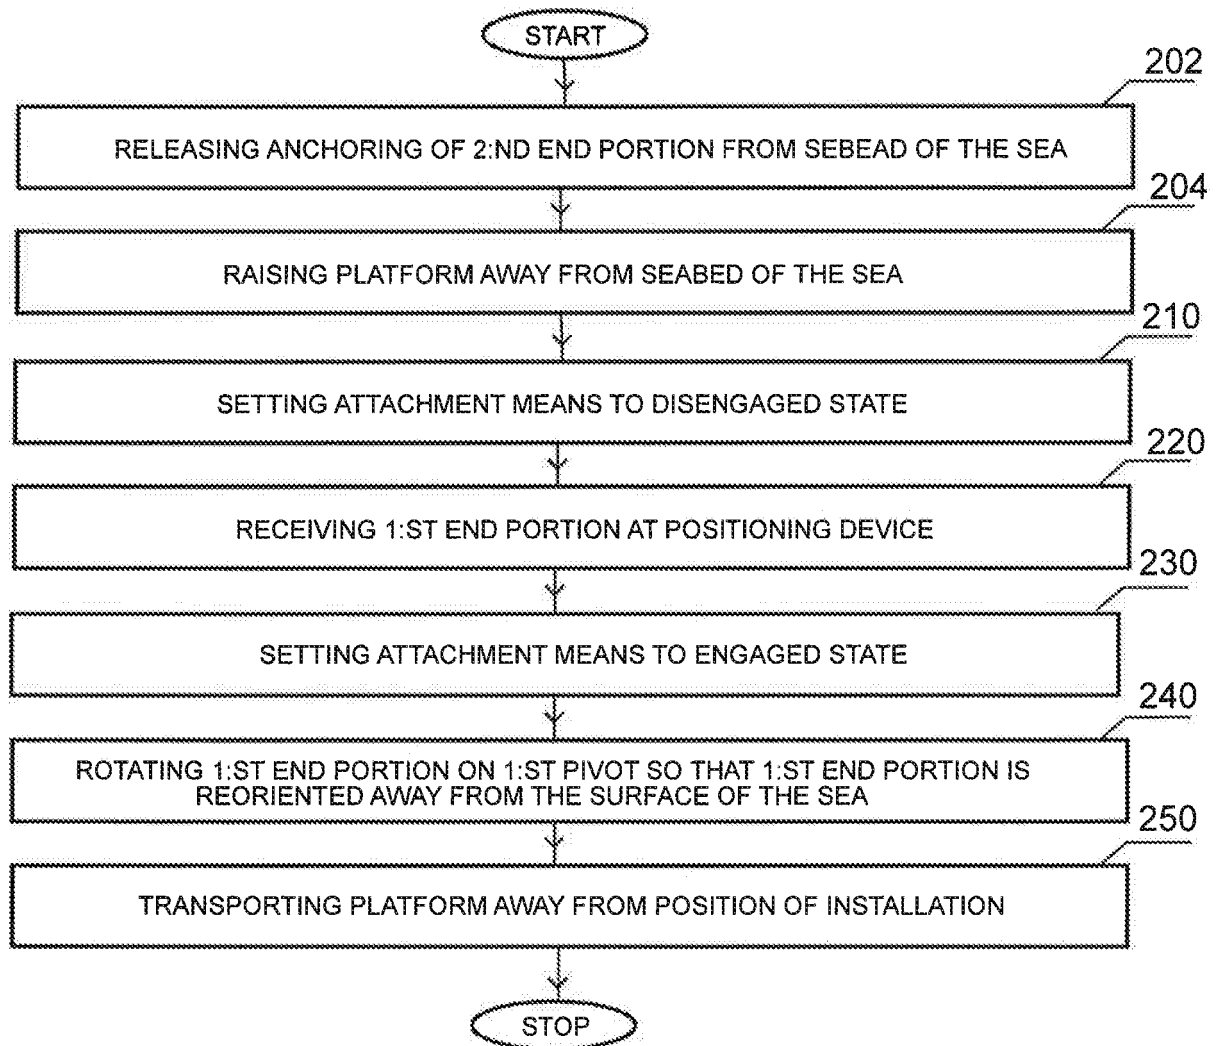 START
202
RELEASING ANCHORING OF 2:ND END PORTION FROM SEBEAD OF THE SEA
204
RAISING PLATFORM AWAY FROM SEABED OF THE SEA
210
SETTING ATTACHMENT MEANS TO DISENGAGED STATE
220
RECEIVING 1:ST END PORTION AT POSITIONING DEVICE
230
SETTING ATTACHMENT MEANS TO ENGAGED STATE
240
ROTATING 1:ST END PORTION ON 1:ST PIVOT SO THAT 1:ST END PORTION IS
REORIENTED AWAY FROM THE SURFACE OF THE SEA
250
TRANSPORTING PLATFORM AWAY FROM POSITION OF INSTALLATION
STOP